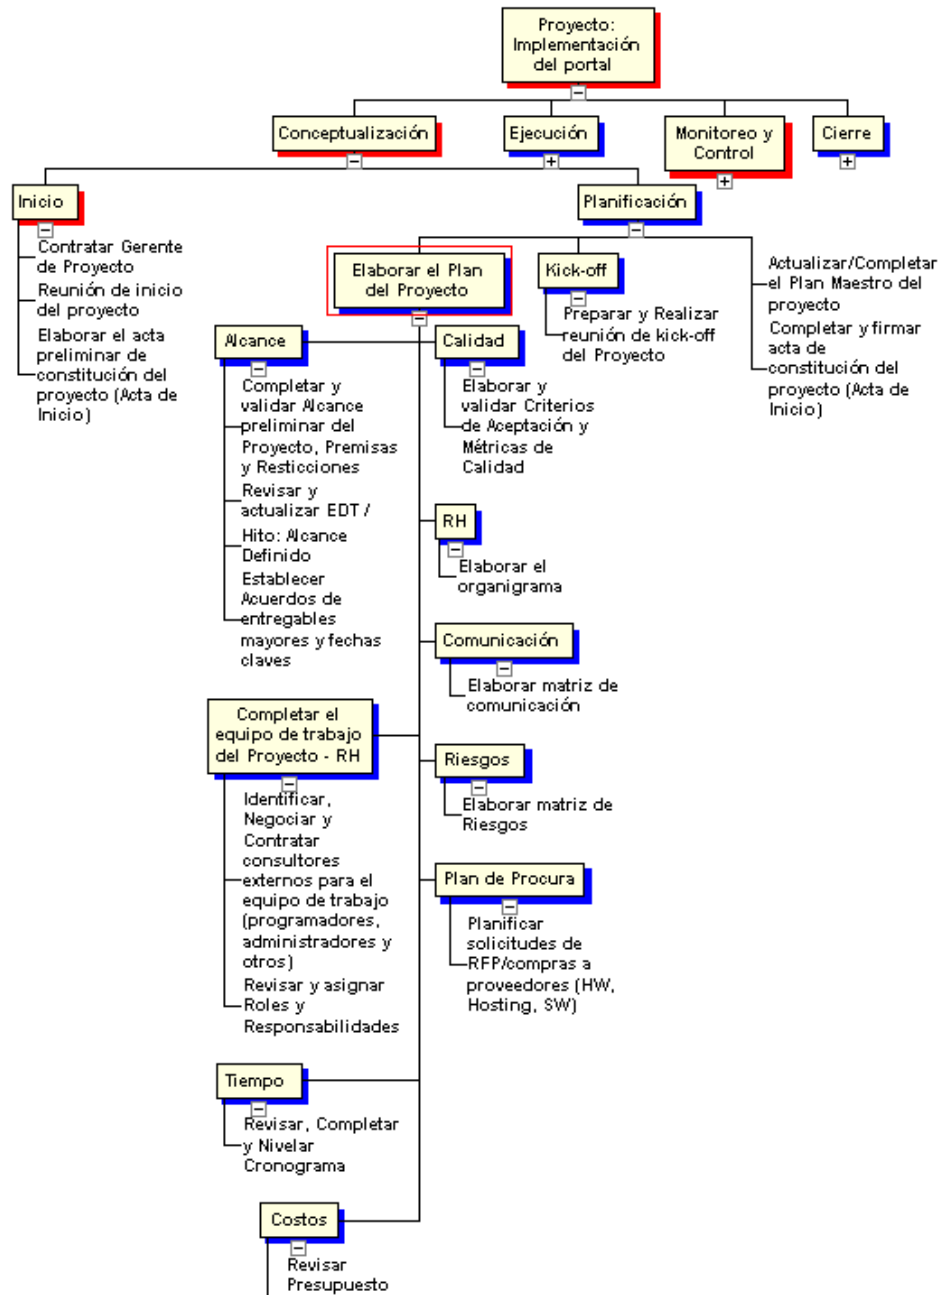 Proyecto:
Implementación
del portal
Conceptualización
Ejecución
Monitoreo y
Control
Cierre
Inicio
Contratar Gerente
de Proyecto
Reunión de inicio
del proyecto
Elaborar el acta
preliminar de
constitución del
proyecto (Acta de
Inicio)
Planificación
Elaborar el Plan
del Proyecto
Kick-off
Preparar y Realizar
reunión de kick-off
del Proyecto
Actualizar/Completar
el Plan Maestro del
proyecto
Completar y firmar
acta de
constitución del
proyecto (Acta de
Inicio)
Alcance
Completar y
validar Alcance
preliminar del
Proyecto, Premisas
y Resticciones
Revisar y
actualizar EDT /
Hito: Alcance
Definido
Establecer
Acuerdos de
entregables
mayores y fechas
claves
Calidad
Elaborar y
validar Criterios
de Aceptación y
Métricas de
Calidad
RH
Elaborar el
organigrama
Comunicación
Elaborar matriz de
comunicación
Completar el
equipo de trabajo
del Proyecto - RH
Identificar,
Negociar y
Contratar
consultores
externos para el
equipo de trabajo
(programadores,
administradores y
otros)
Revisar y asignar
Roles y
Responsabilidades
Riesgos
Elaborar matriz de
Riesgos
Plan de Procura
Planificar
solicitudes de
RFP/compras a
proveedores (HW,
Hosting, SW)
Tiempo
Revisar, Completar
y Nivelar
Cronograma
Costos
Revisar
Presupuesto